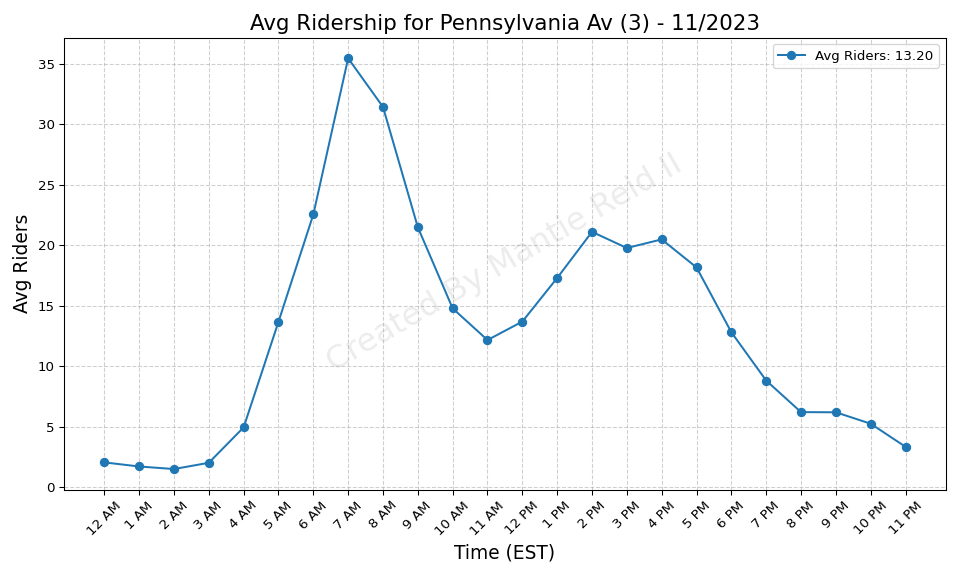 Avg Ridership for Pennsylvania Av (3) - 11/2023
Avg Riders: 13.20
35
30
25
20
15
10
5
0
Avg Riders
Created By Mantie Reid II
12 AM
1 AM
2 AM
3 AM
4 AM
5 AM
6 AM
7 AM
8 AM
9 AM
10 AM
11 AM
12 PM
1 PM
2 PM
3 PM
4 PM
5 PM
6 PM
7 PM
8 PM
9 PM
10 PM
11 PM
Time (EST)